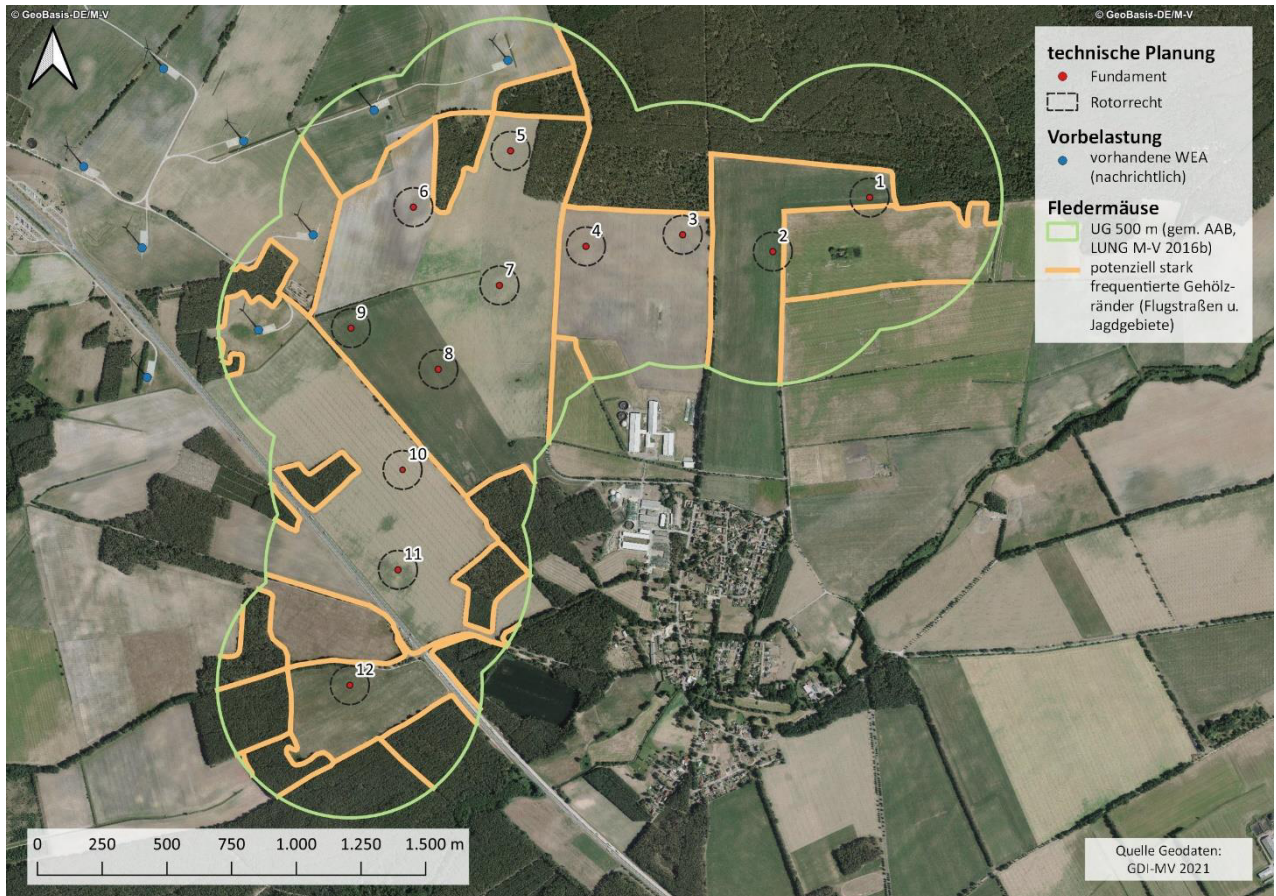 © GeoBasis-DE/M-V
© GeoBasis-DE/M-V
technische Planung
Fundament
Rotorrecht
Vorbelastung
vorhandene WEA
(nachrichtlich)
Fledermäuse
UG 500 m (gem. AAB,
LUNG M-V 2016b)
potenziell stark
frequentierte Gehölz-
ränder (Flugstraßen u.
Jagdgebiete)
5
1
6
3
4
2
7
9
8
10
11
12
0 250 500 750 1.000 1.250 1.500 m
Quelle Geodaten:
GDI-MV 2021